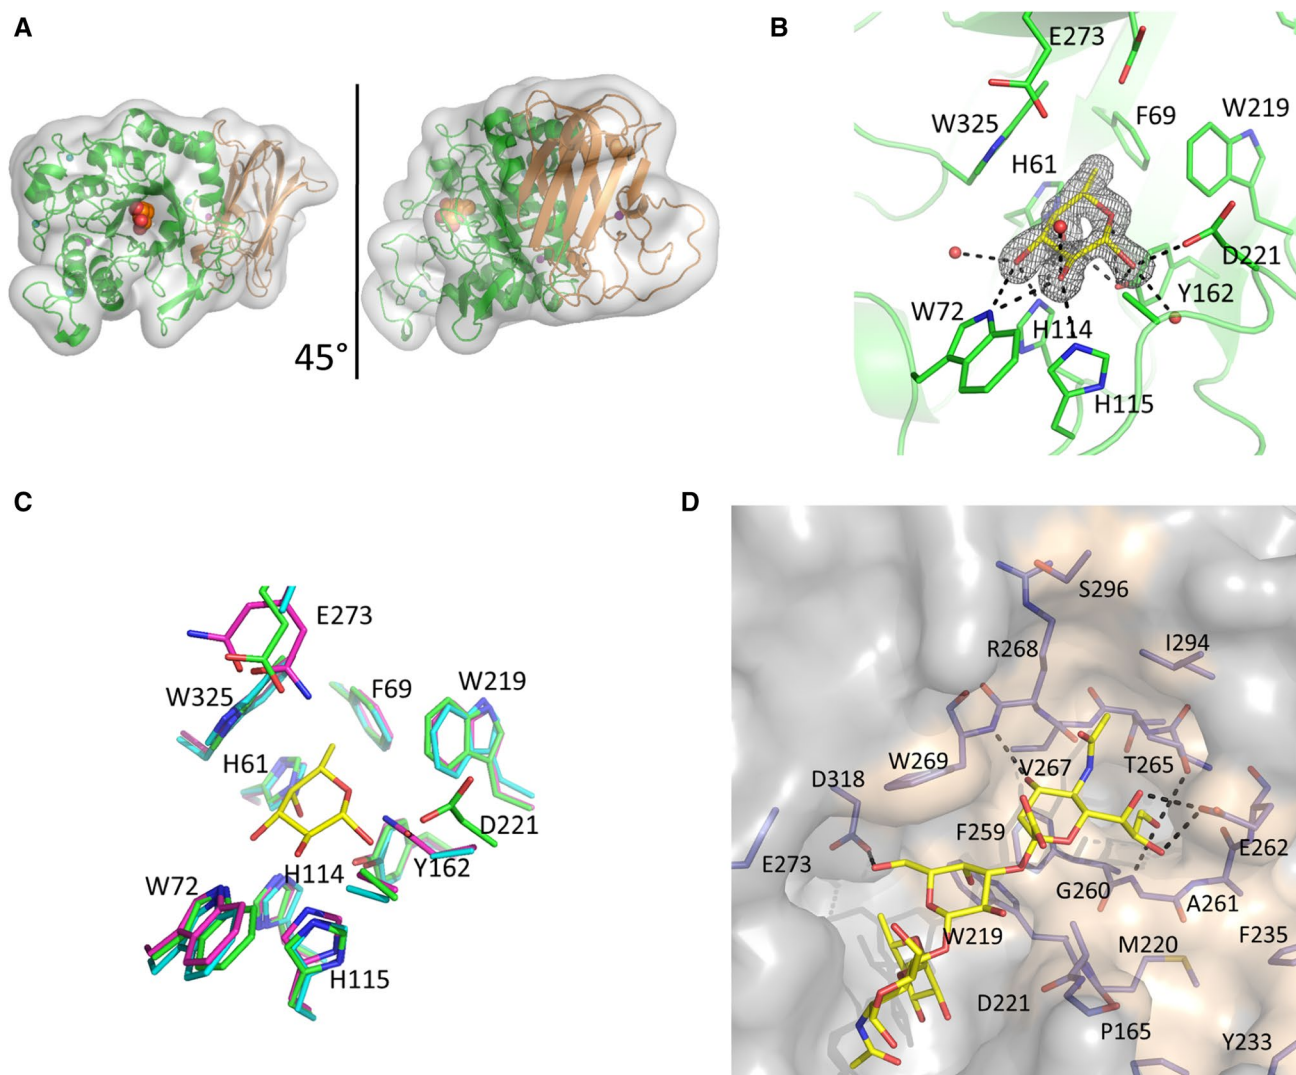 A
45°
B
E273
F69
W219
W325
H61
D221
Y162
W72
H114
H115
C
E273
F69
W219
W325
H61
D221
Y162
H114
W72
H115
D
S296
R268
I294
W269
V267
T265
D318
F259
E262
E273
G260
A261
W219
M220
F235
D221
P165
Y233